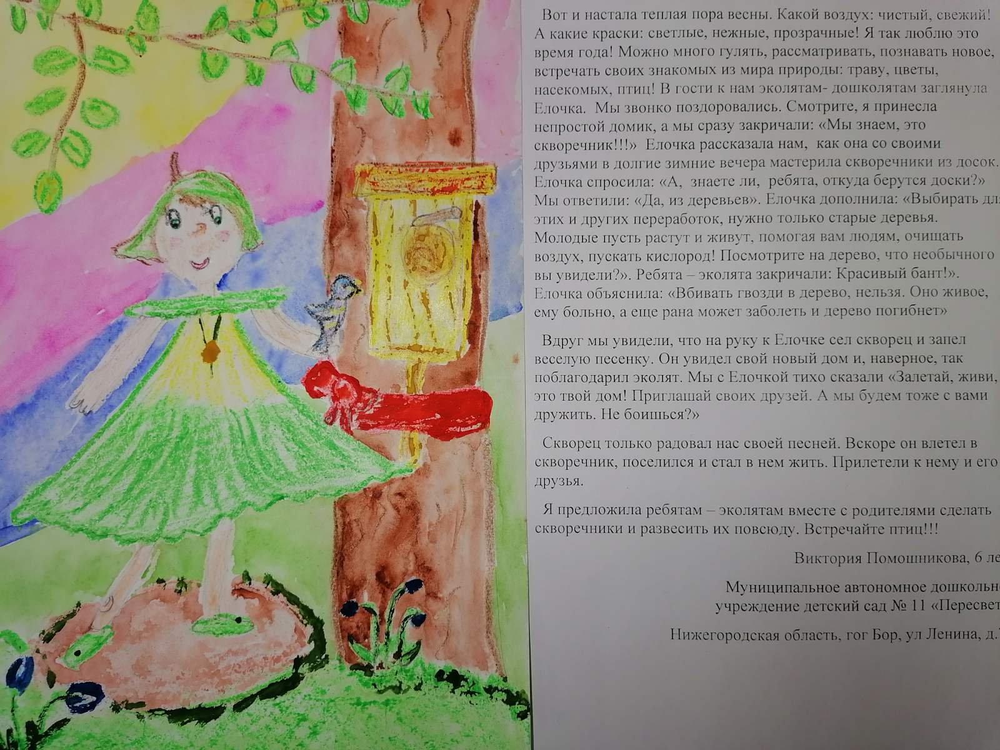 Вот и настала теплая пора весны. Какой воздух: чистый, свежий!
А какие краски: светлые, нежные, прозрачные! Я так люблю это
время года! Можно много гулять, рассматривать, познавать новое,
встречать своих знакомых из мира природы: траву, цветы,
насекомых, птиц! В гости к нам эколятам- дошколятам заглянула
Елочка. Мы звонко поздоровались. Смотрите, я принесла
непростой домик, а мы сразу закричали: «Мы знаем, это
скворечник!!!» Елочка рассказала нам, как она со своими
друзьями в долгие зимние вечера мастерила скворечники из досок.
Елочка спросила: «А, знаете ли, ребята, откуда берутся доски?»
Мы ответили: «Да, из деревьев». Елочка дополнила: «Выбирать для
этих и других переработок, нужно только старые деревья.
Молодые пусть растут и живут, помогая вам людям, очищать
воздух, пускать кислород! Посмотрите на дерево, что необычного
вы увидели?». Ребята – эколята закричали: Красивый бант!».
Елочка объяснила: «Вбивать гвозди в дерево, нельзя. Оно живое,
ему больно, а еще рана может заболеть и дерево погибнет»
Вдруг мы увидели, что на руку к Елочке сел скворец и запел
веселую песенку. Он увидел свой новый дом и, наверное, так
поблагодарил эколят. Мы с Елочкой тихо сказали «Залетай, живи,
это твой дом! Приглашай своих друзей. А мы будем тоже с вами
дружить. Не боишься?»
Скворец только радовал нас своей песней. Вскоре он влетел в
скворечник, поселился и стал в нем жить. Прилетели к нему и его
друзья.
Я предложила ребятам – эколятам вместе с родителями сделать
скворечники и развесить их повсюду. Встречайте птиц!!!
Виктория Помошникова, 6 ле
Муниципальное автономное дошкольн
учреждение детский сад № 11 «Пересвет
Нижегородская область, гог Бор, ул Ленина, д.